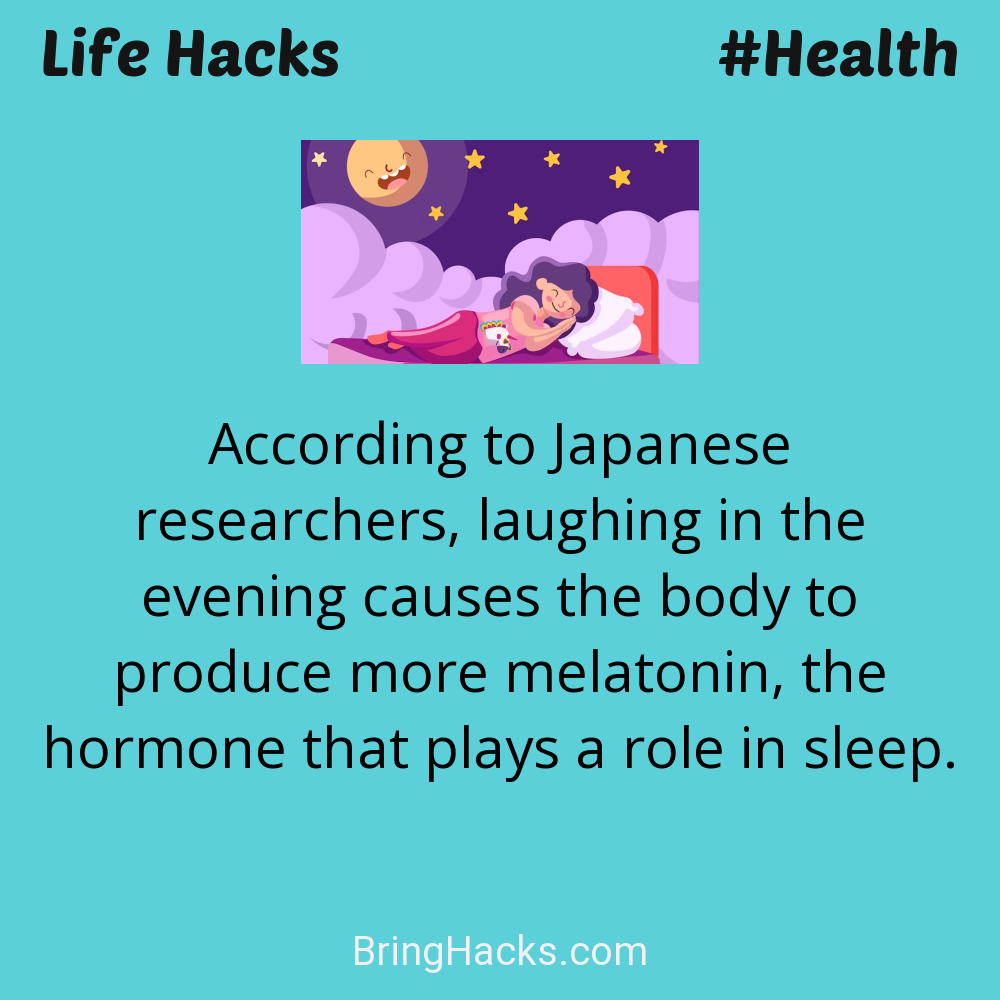 Life Hacks
#Health
According to Japanese
researchers, laughing in the
evening causes the body to
produce more melatonin, the
hormone that plays a role in sleep.
BringHacks.com